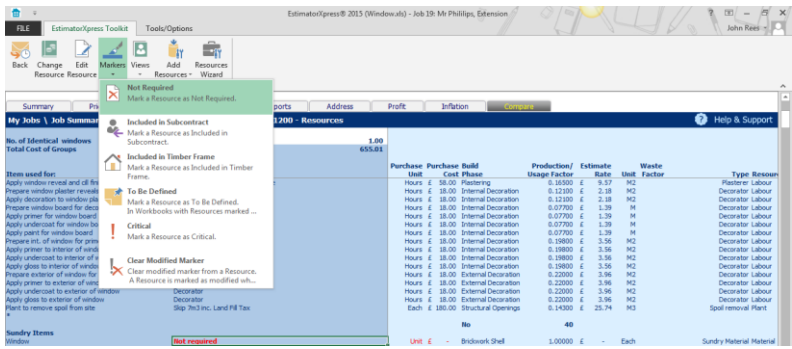 EstimatorXpress® 2015 (Window.als) - Job 19: Mr Phillips, Extension
FILE EstimatorXpress Toolkit Tools/Options John Rees
Back Change Resource Edit Resource Markers Views Add Resources Resources Wizard
Not Required
Mark a Resource as Not Required.
Included in Subcontract
Mark a Resource as Included in
Subcontract.
Included in Timber Frame
Mark a Resource as Included in Timber
Frame.
To Be Defined
Mark a Resource as To Be Defined.
In Workbooks with Resources marked ...
Critical
Mark a Resource as Critical.
Clear Modified Marker
Clear modified marker from a Resource.
A Resource is marked as modified wh...
Summary Pri ports Address Profit Inflation Compare
My Jobs \ Job Summar 1200 - Resources Help & Support
No. of Identical windows 1.00
Total Cost of Groups 655.01
Item used for: Purchase Unit Purchase Cost Build Phase Production/ Usage Factor Estimate Rate Unit Waste Factor Type Resour
Apply window reveal and cill fin Hours £ 58.00 Plastering 0.16500 £ 9.57 M2 Plasterer Labour
Prepare window plaster reveals Hours £ 18.00 Internal Decoration 0.12100 £ 2.18 M2 Decorator Labour
Apply decoration to window pla Hours £ 18.00 Internal Decoration 0.12100 £ 2.18 M2 Decorator Labour
Prepare window board for deco Hours £ 18.00 Internal Decoration 0.07700 £ 1.39 M Decorator Labour
Apply primer for window board Hours £ 18.00 Internal Decoration 0.07700 £ 1.39 M Decorator Labour
Apply undercoat for window bo Hours £ 18.00 Internal Decoration 0.07700 £ 1.39 M Decorator Labour
Apply paint for window board Hours £ 18.00 Internal Decoration 0.07700 £ 1.39 M Decorator Labour
Prepare int. of window for prim Hours £ 18.00 Internal Decoration 0.19800 £ 3.56 M2 Decorator Labour
Apply primer to interior of wind Hours £ 18.00 Internal Decoration 0.19800 £ 3.56 M2 Decorator Labour
Apply undercoat to interior of w Hours £ 18.00 Internal Decoration 0.19800 £ 3.56 M2 Decorator Labour
Apply gloss to interior of windo Hours £ 18.00 Internal Decoration 0.19800 £ 3.56 M2 Decorator Labour
Prepare exterior of window for Hours £ 18.00 External Decoration 0.22000 £ 3.96 M2 Decorator Labour
Apply primer to exterior of wind Hours £ 18.00 External Decoration 0.22000 £ 3.96 M2 Decorator Labour
Apply undercoat to exterior of window Decorator Hours £ 18.00 External Decoration 0.22000 £ 3.96 M2 Decorator Labour
Apply gloss to exterior of window Decorator Hours £ 18.00 External Decoration 0.22000 £ 3.96 M2 Decorator Labour
Plant to remove spoil from site Skip 7m3 inc. Land Fill Tax Each £ 180.00 Structural Openings 0.14300 £ 25.74 M3 Spoil removal Plant
*
No 40
Sundry Items
Window Not required Unit £ - Brickwork Shell 1.00000 £ - Each Sundry Material Material